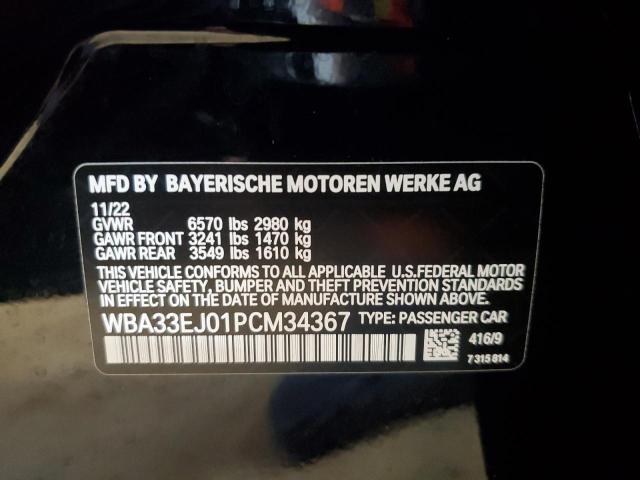 MFD BY BAYERISCHE MOTOREN WERKE AG
11/22
GVWR 6570 lbs 2980 kg
GAWR FRONT 3241 lbs 1470 kg
GAWR REAR 3549 lbs 1610 kg
THIS VEHICLE CONFORMS TO ALL APPLICABLE U.S.FEDERAL MOTOR
VEHICLE SAFETY, BUMPER AND THEFT PREVENTION STANDARDS
IN EFFECT ON THE DATE OF MANUFACTURE SHOWN ABOVE.
WBA33EJ01PCM34367 TYPE: PASSENGER CAR
416/9
7 315 814